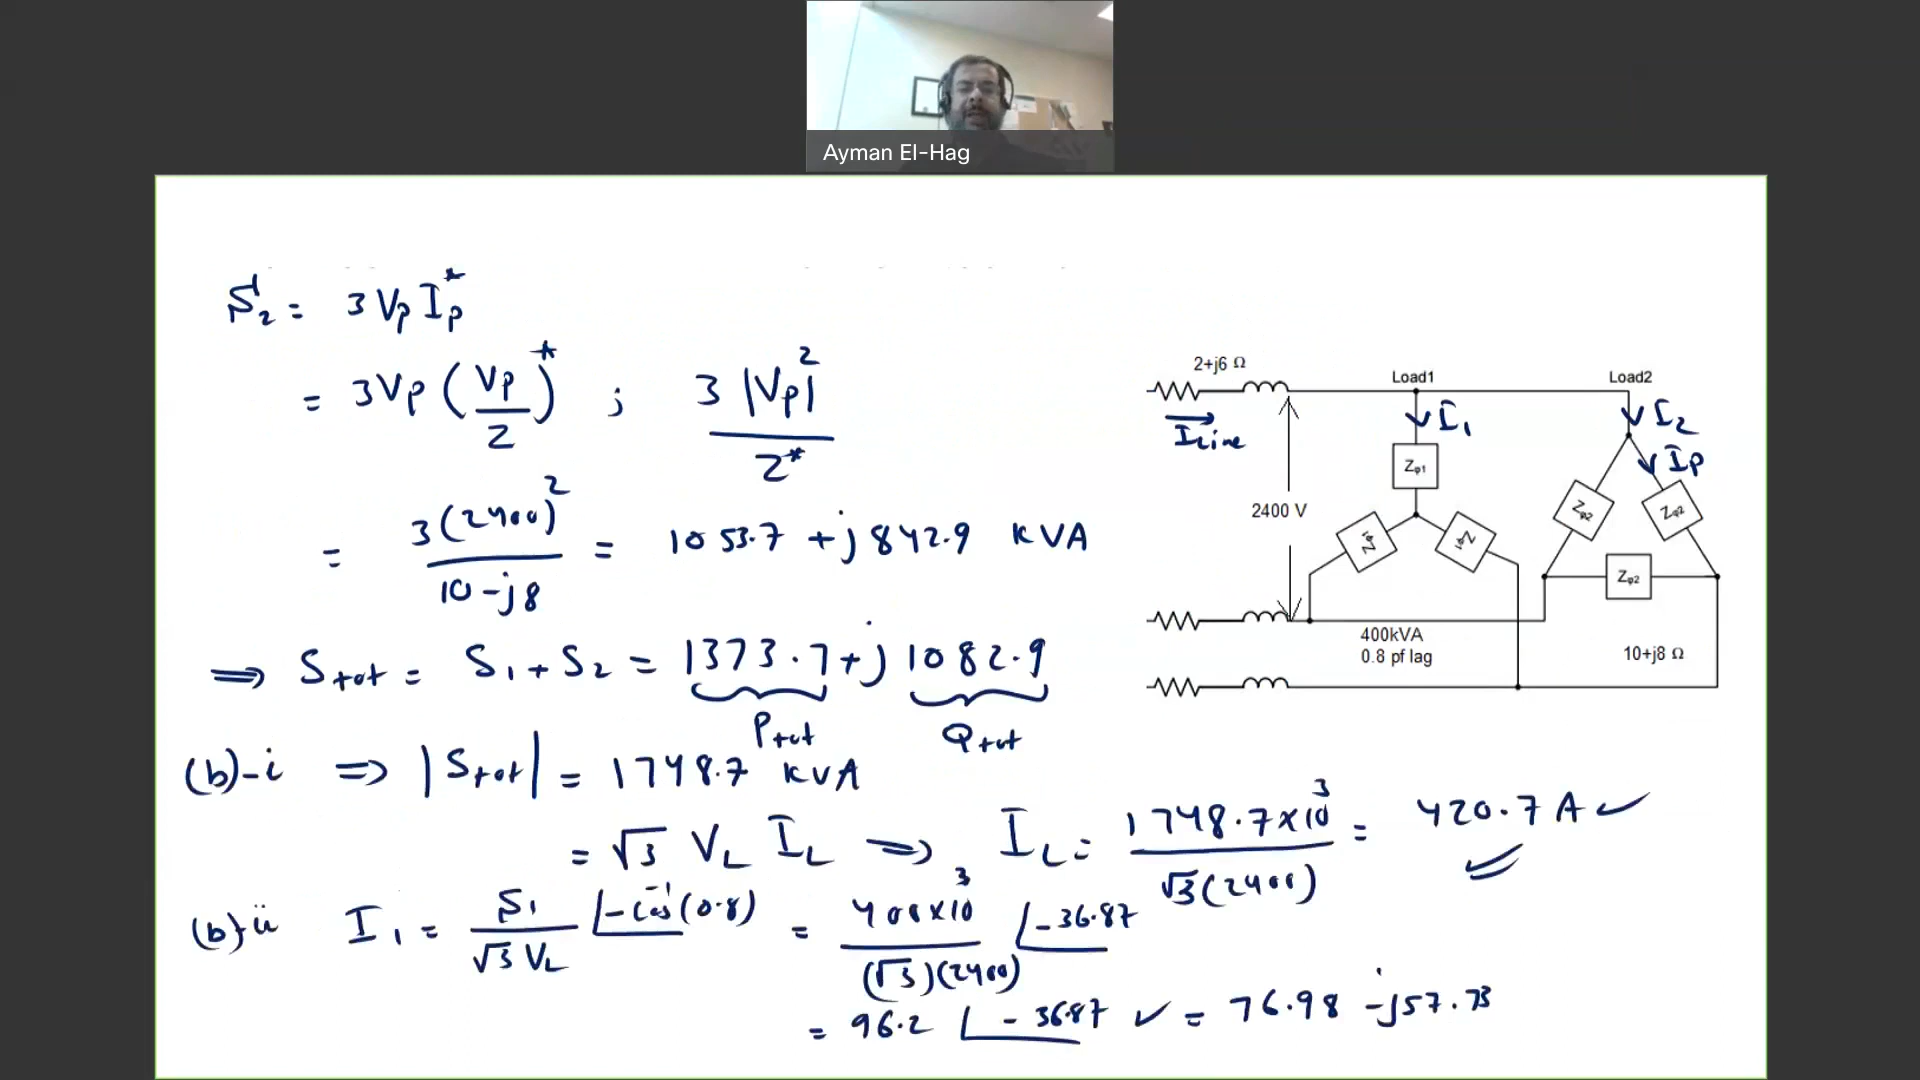 Ayman El-Hag
S₂ = 3 Vp Ip*
= 3Vp (Vp/Z)* ; 3 |Vp|²/Z*
= 3(2400)²/(10-j8) = 1053.7 + j 842.9 KVA
⇒ Stot = S₁ + S₂ = 1373.7 + j 1082.9
Ptot Qtot
(b)-i ⇒ |Stot| = 1748.7 KVA
= √3 VL IL ⇒ IL = 1748.7×10³/√3(2400) = 420.7 A ✓
(b)-ii I₁ = S₁/√3 VL ∠-cos⁻¹(0.8) = 400×10³/(√3)(2400) ∠-36.87
= 96.2 ∠-36.87 ✓ = 76.98 - j57.73
2+j6 Ω
Load1
Load2
I₁
I₂
Iline
Ip
Zφ1
2400 V
Zφ2
Zφ2
Zφ1
Zφ1
Zφ2
400kVA
0.8 pf lag
10+j8 Ω